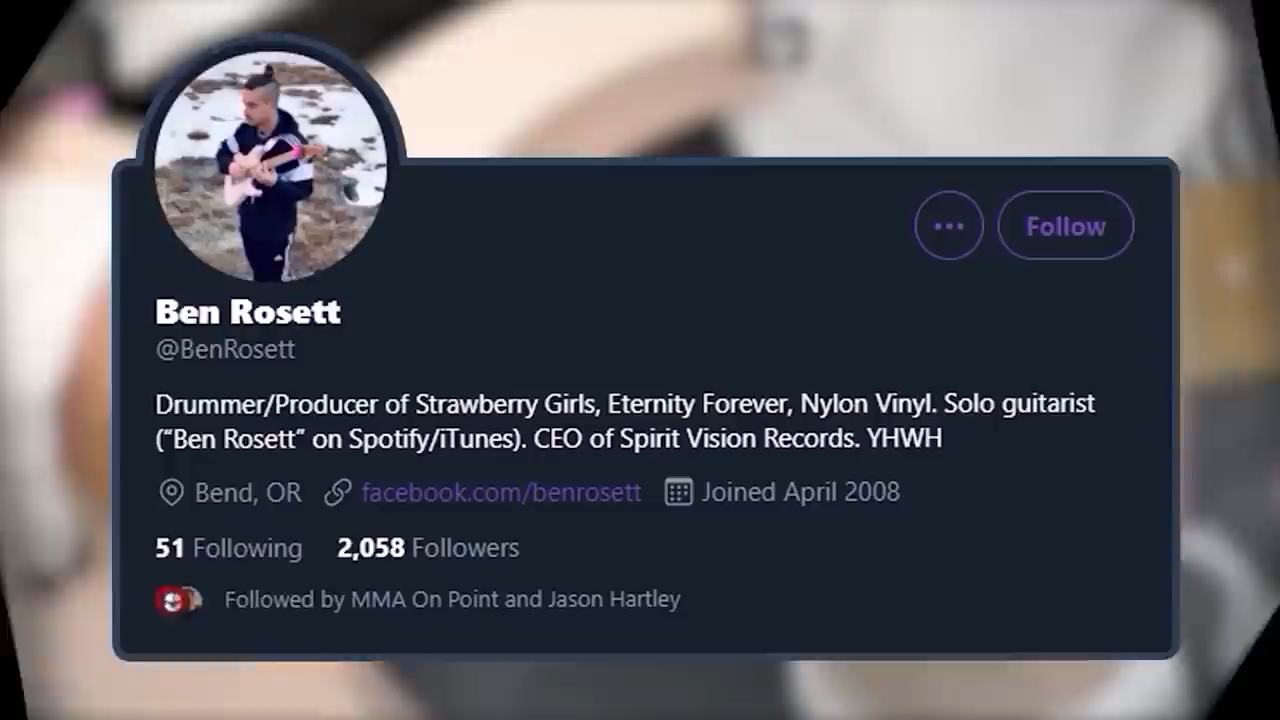 Follow
Ben Rosett
@BenRosett
Drummer/Producer of Strawberry Girls, Eternity Forever, Nylon Vinyl. Solo guitarist
(“Ben Rosett” on Spotify/iTunes). CEO of Spirit Vision Records. YHWH
Bend, OR facebook.com/benrosett Joined April 2008
51 Following 2,058 Followers
Followed by MMA On Point and Jason Hartley